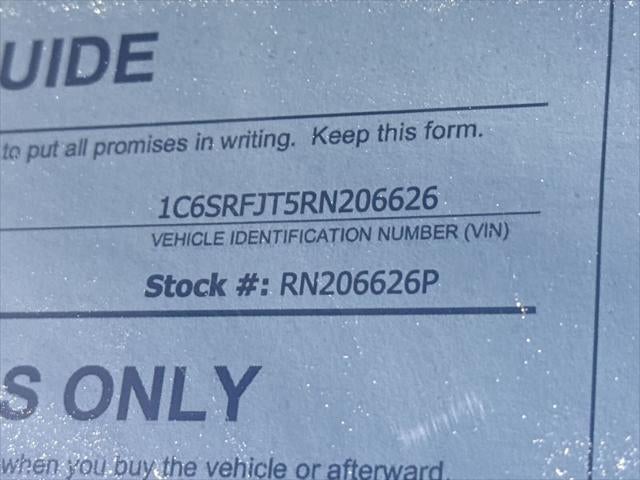 UIDE
to put all promises in writing. Keep this form.
1C6SRFJT5RN206626
VEHICLE IDENTIFICATION NUMBER (VIN)
Stock #: RN206626P
S ONLY
when you buy the vehicle or afterward.